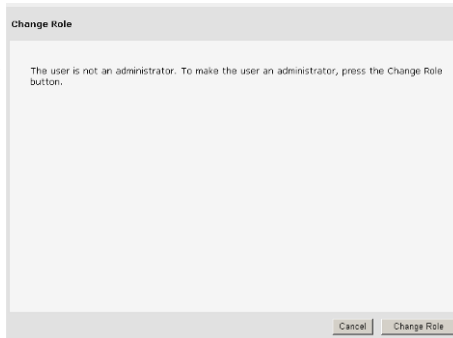 Change Role
The user is not an administrator. To make the user an administrator, press the Change Role
button.
Cancel
Change Role